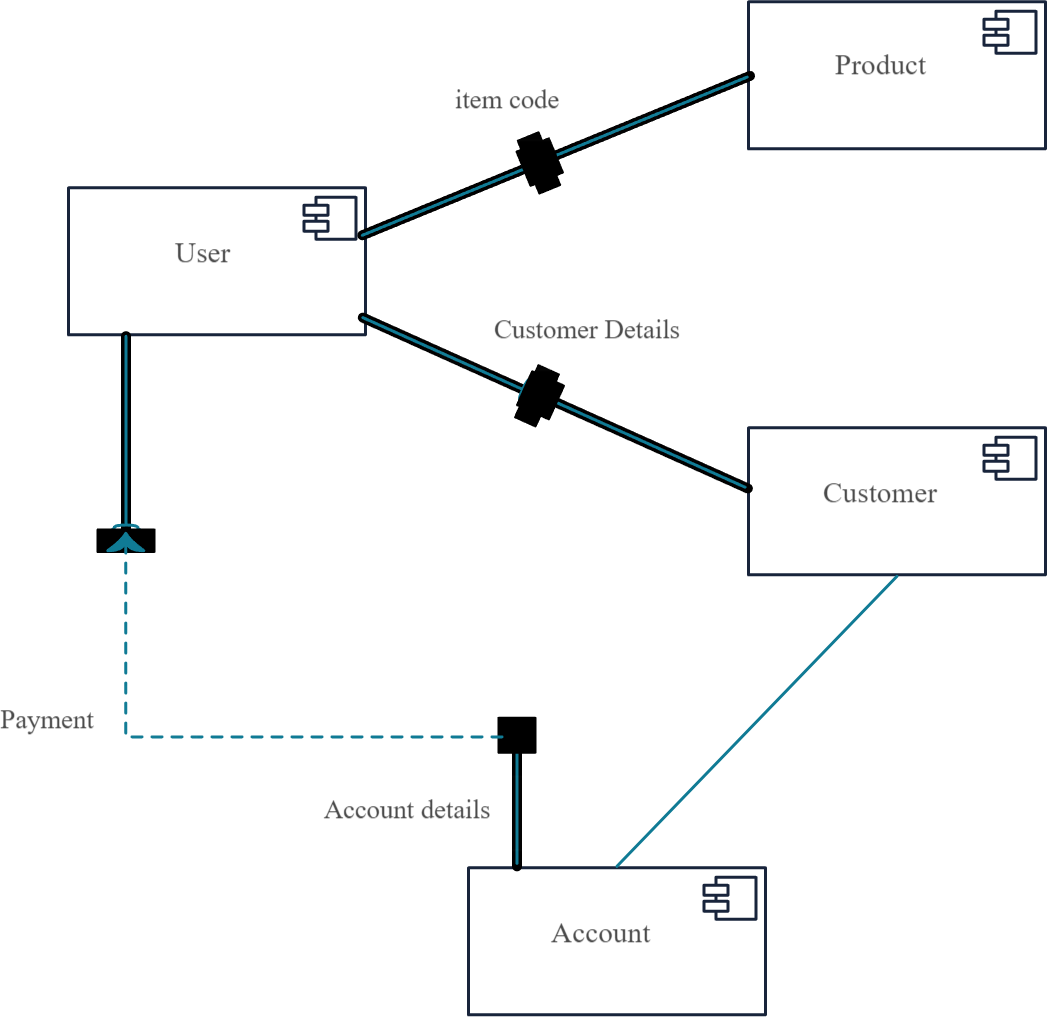 Product
item code
User
Customer Details
Customer
Payment
Account details
Account